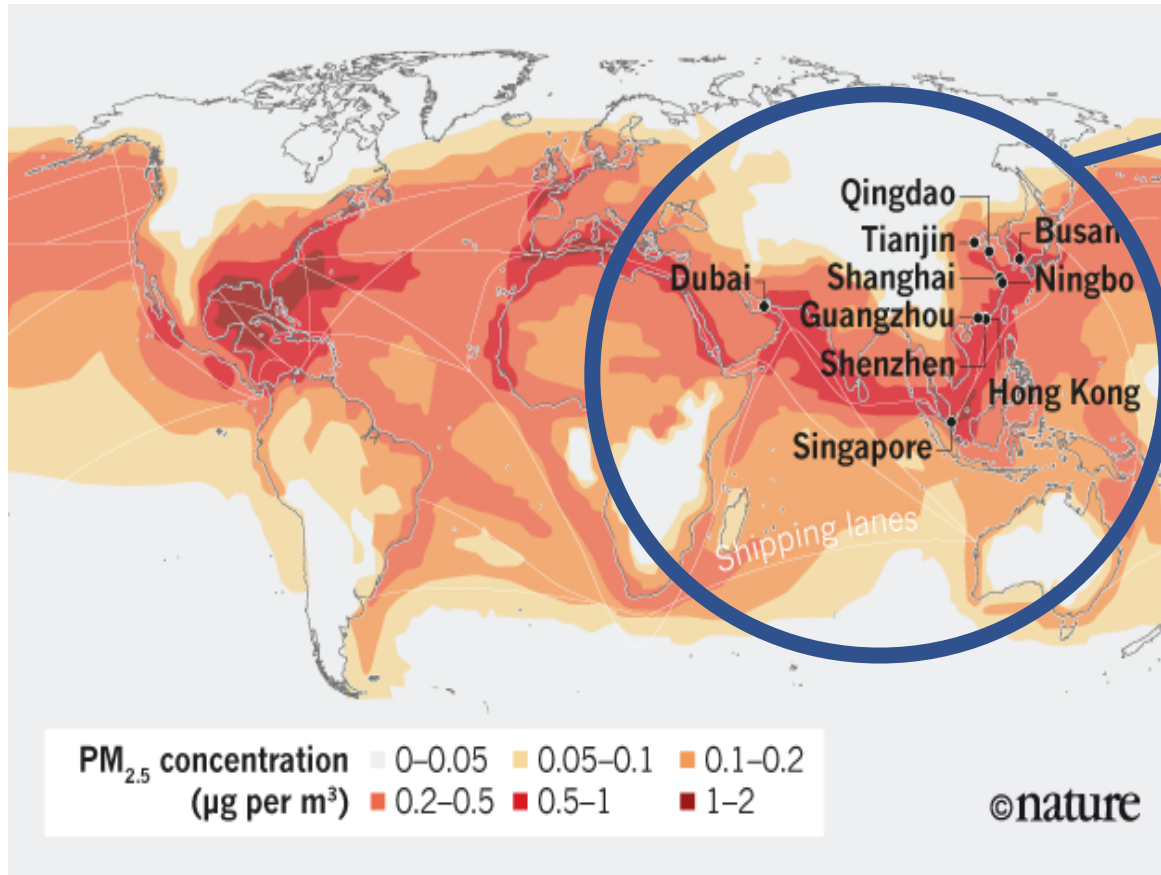 Qingdao
Tianjin
Busan
Dubai
Shanghai
Ningbo
Guangzhou
Shenzhen
Hong Kong
Singapore
Shipping lanes
PM2.5 concentration
(µg per m³)
0–0.05
0.05–0.1
0.1–0.2
0.2–0.5
0.5–1
1–2
©nature